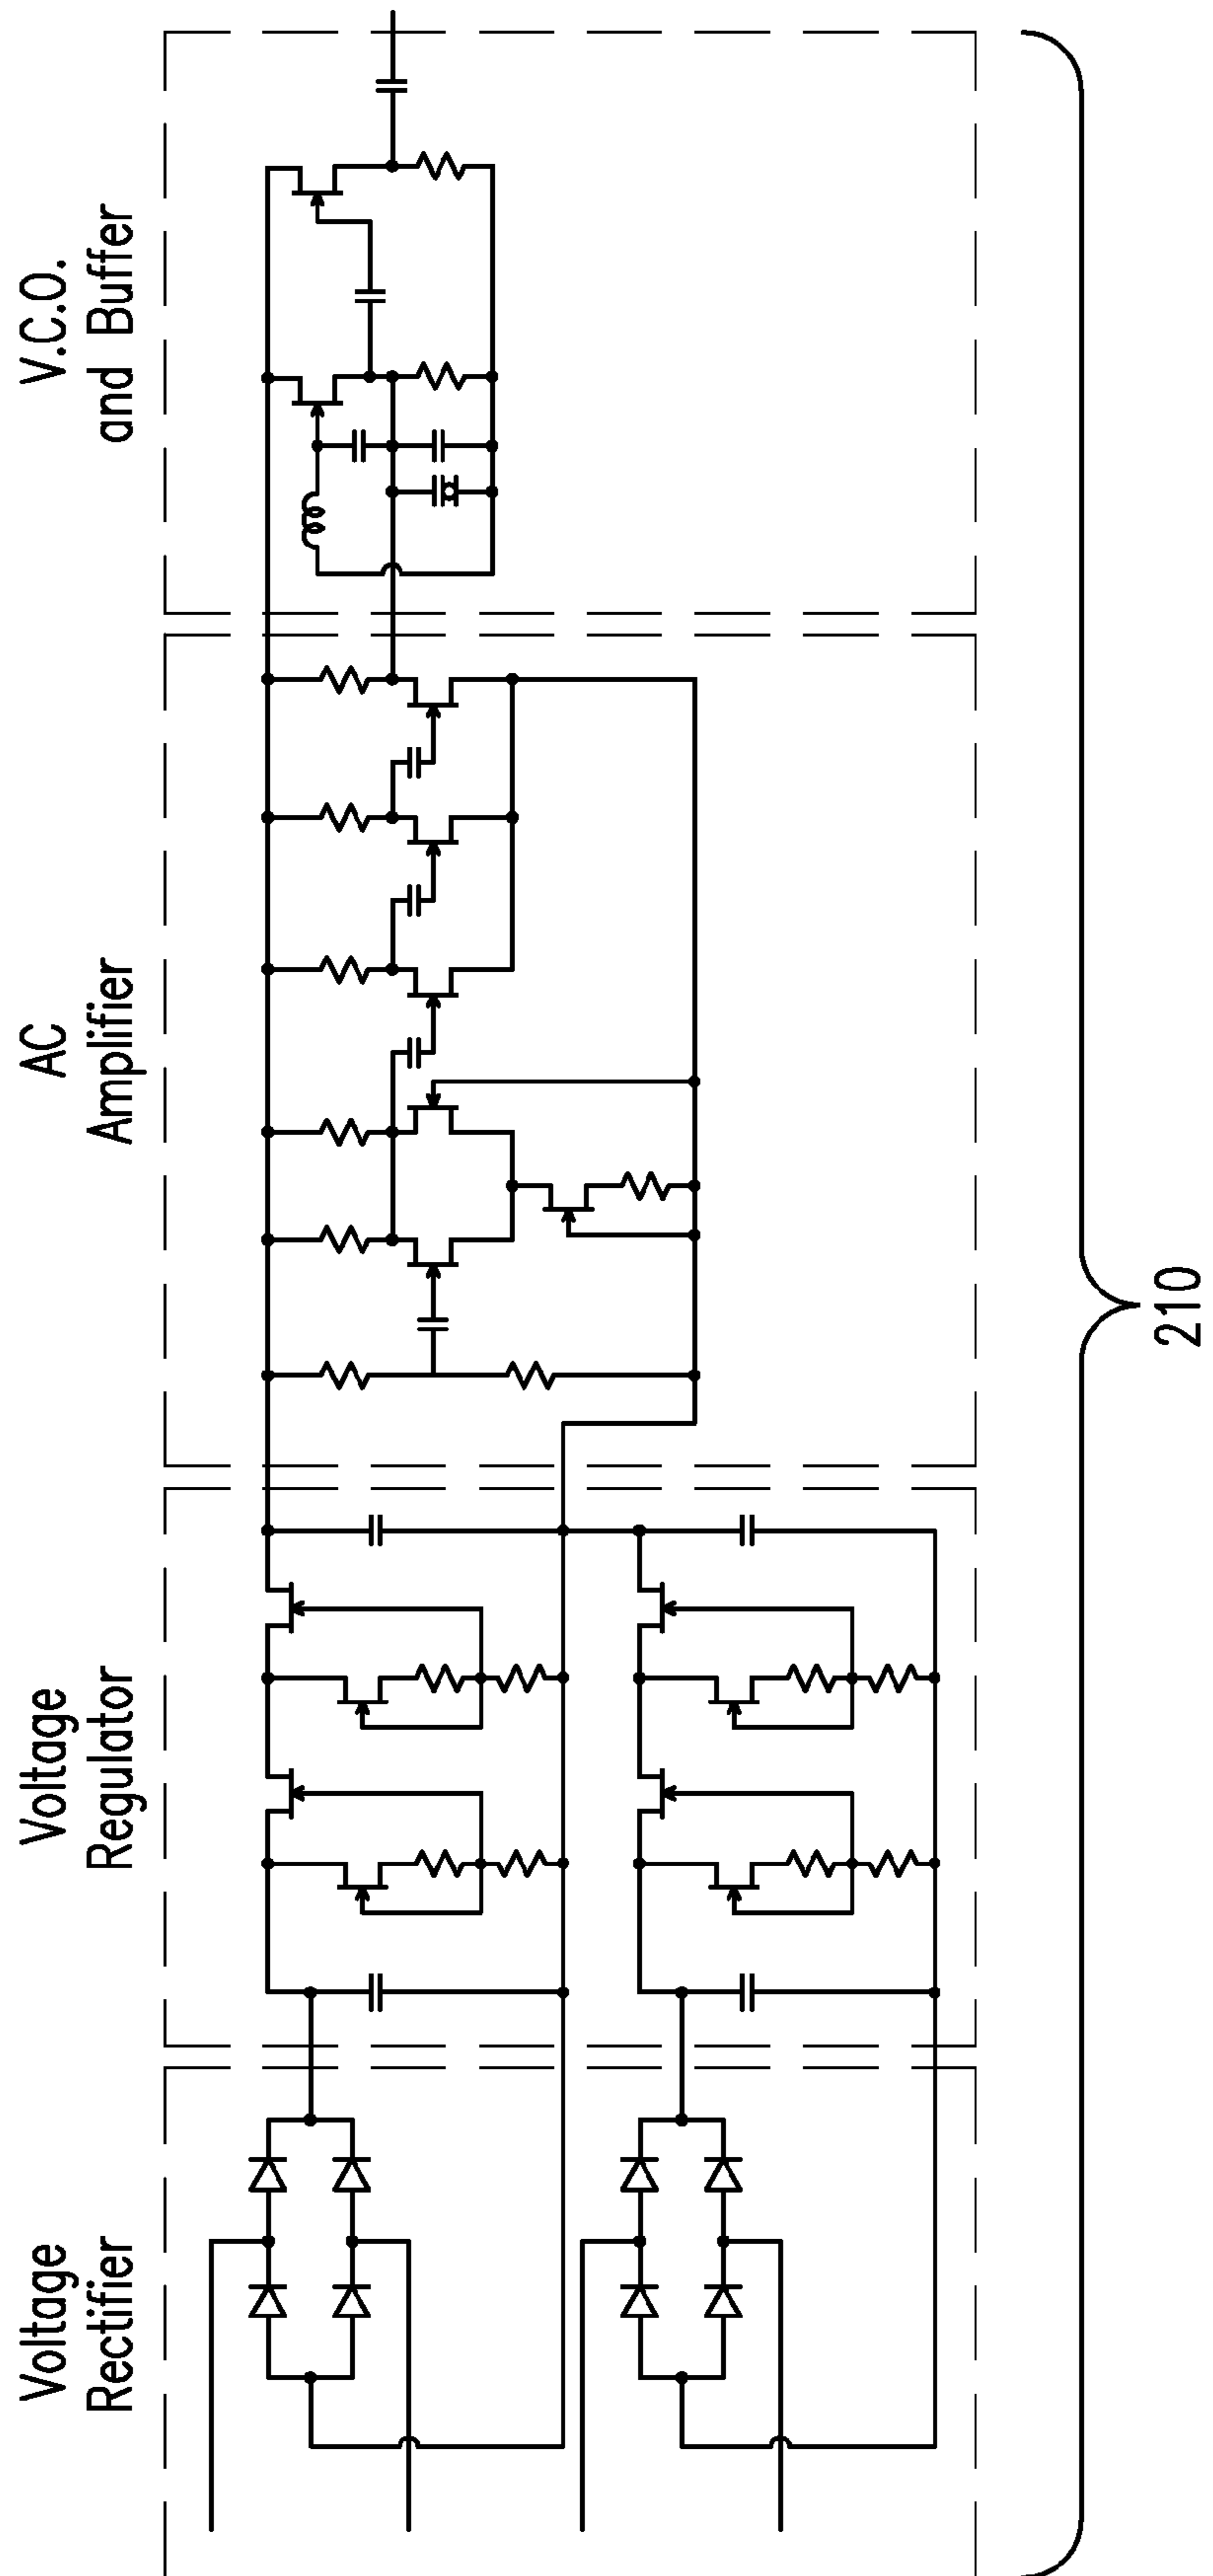 Voltage
Rectifier
Voltage
Regulator
AC
Amplifier
V.C.O.
and Buffer
210